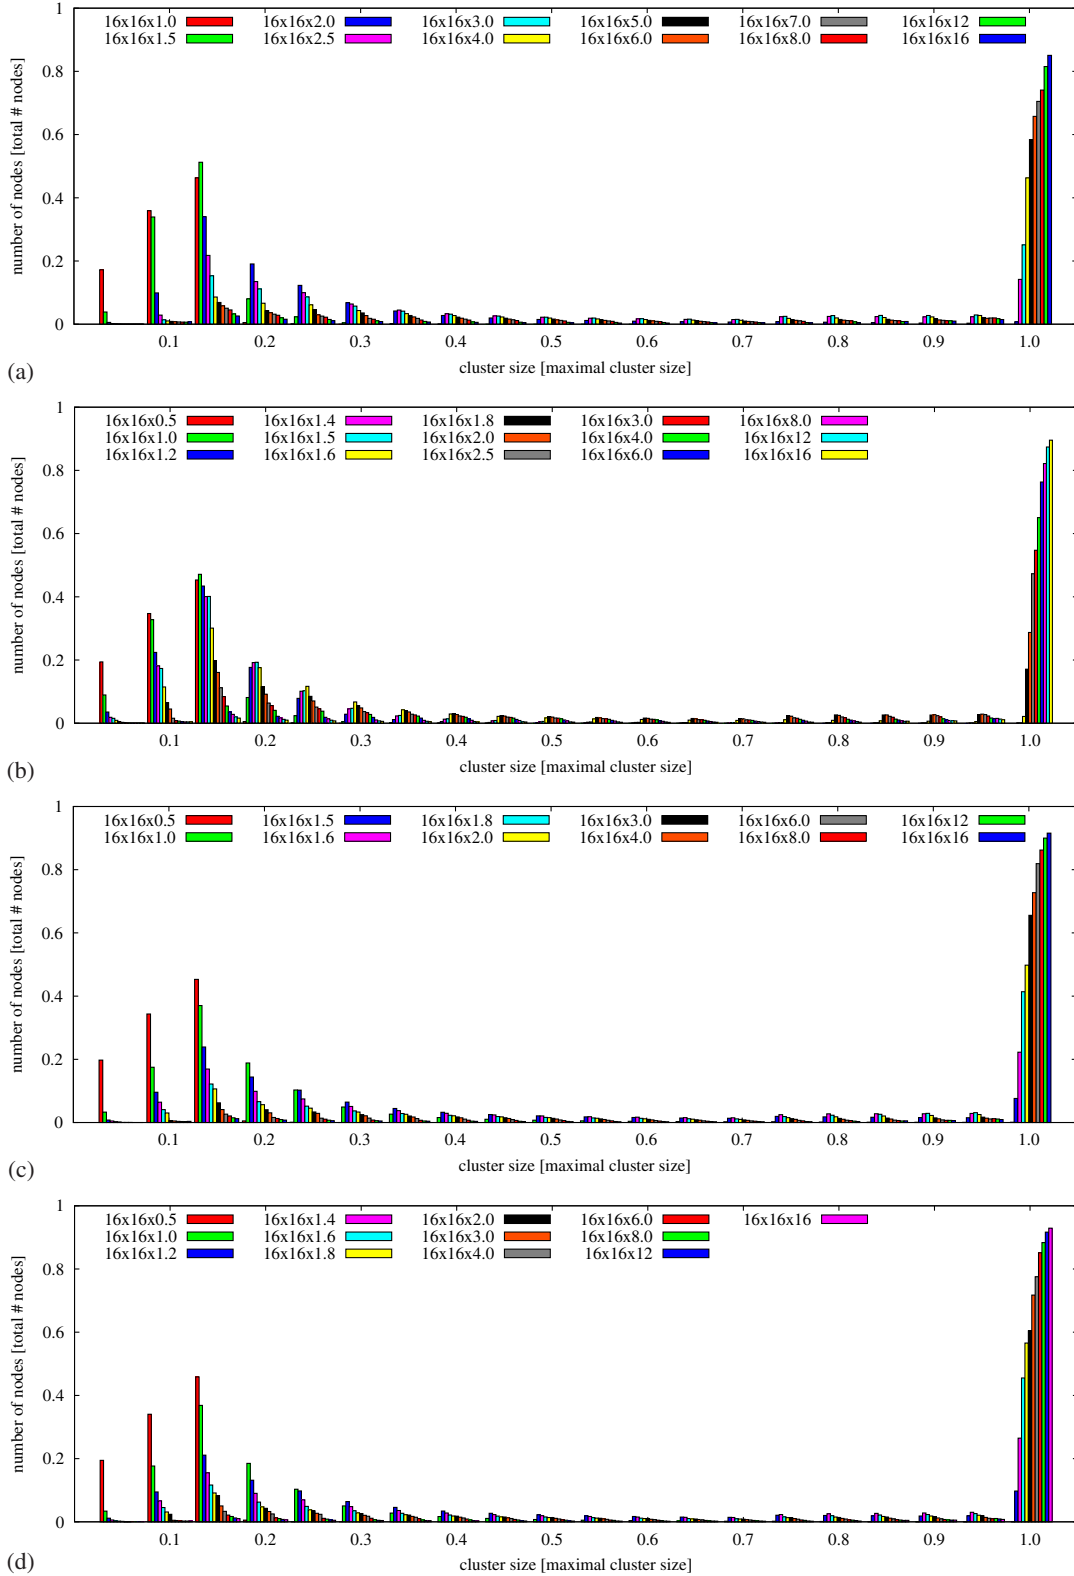 1
16x16x1.0 16x16x2.0 16x16x3.0 16x16x5.0 16x16x7.0 16x16x12
16x16x1.5 16x16x2.5 16x16x4.0 16x16x6.0 16x16x8.0 16x16x16
0.8
0.6
0.4
0.2
0
number of nodes [total # nodes]
0.1 0.2 0.3 0.4 0.5 0.6 0.7 0.8 0.9 1.0
cluster size [maximal cluster size]
(a)
1
16x16x0.5 16x16x1.4 16x16x1.8 16x16x3.0 16x16x8.0
16x16x1.0 16x16x1.5 16x16x2.0 16x16x4.0 16x16x12
16x16x1.2 16x16x1.6 16x16x2.5 16x16x6.0 16x16x16
0.8
0.6
0.4
0.2
0
number of nodes [total # nodes]
0.1 0.2 0.3 0.4 0.5 0.6 0.7 0.8 0.9 1.0
cluster size [maximal cluster size]
(b)
1
16x16x0.5 16x16x1.5 16x16x1.8 16x16x3.0 16x16x6.0 16x16x12
16x16x1.0 16x16x1.6 16x16x2.0 16x16x4.0 16x16x8.0 16x16x16
0.8
0.6
0.4
0.2
0
number of nodes [total # nodes]
0.1 0.2 0.3 0.4 0.5 0.6 0.7 0.8 0.9 1.0
cluster size [maximal cluster size]
(c)
1
16x16x0.5 16x16x1.4 16x16x2.0 16x16x6.0 16x16x16
16x16x1.0 16x16x1.6 16x16x3.0 16x16x8.0
16x16x1.2 16x16x1.8 16x16x4.0 16x16x12
0.8
0.6
0.4
0.2
0
number of nodes [total # nodes]
0.1 0.2 0.3 0.4 0.5 0.6 0.7 0.8 0.9 1.0
cluster size [maximal cluster size]
(d)